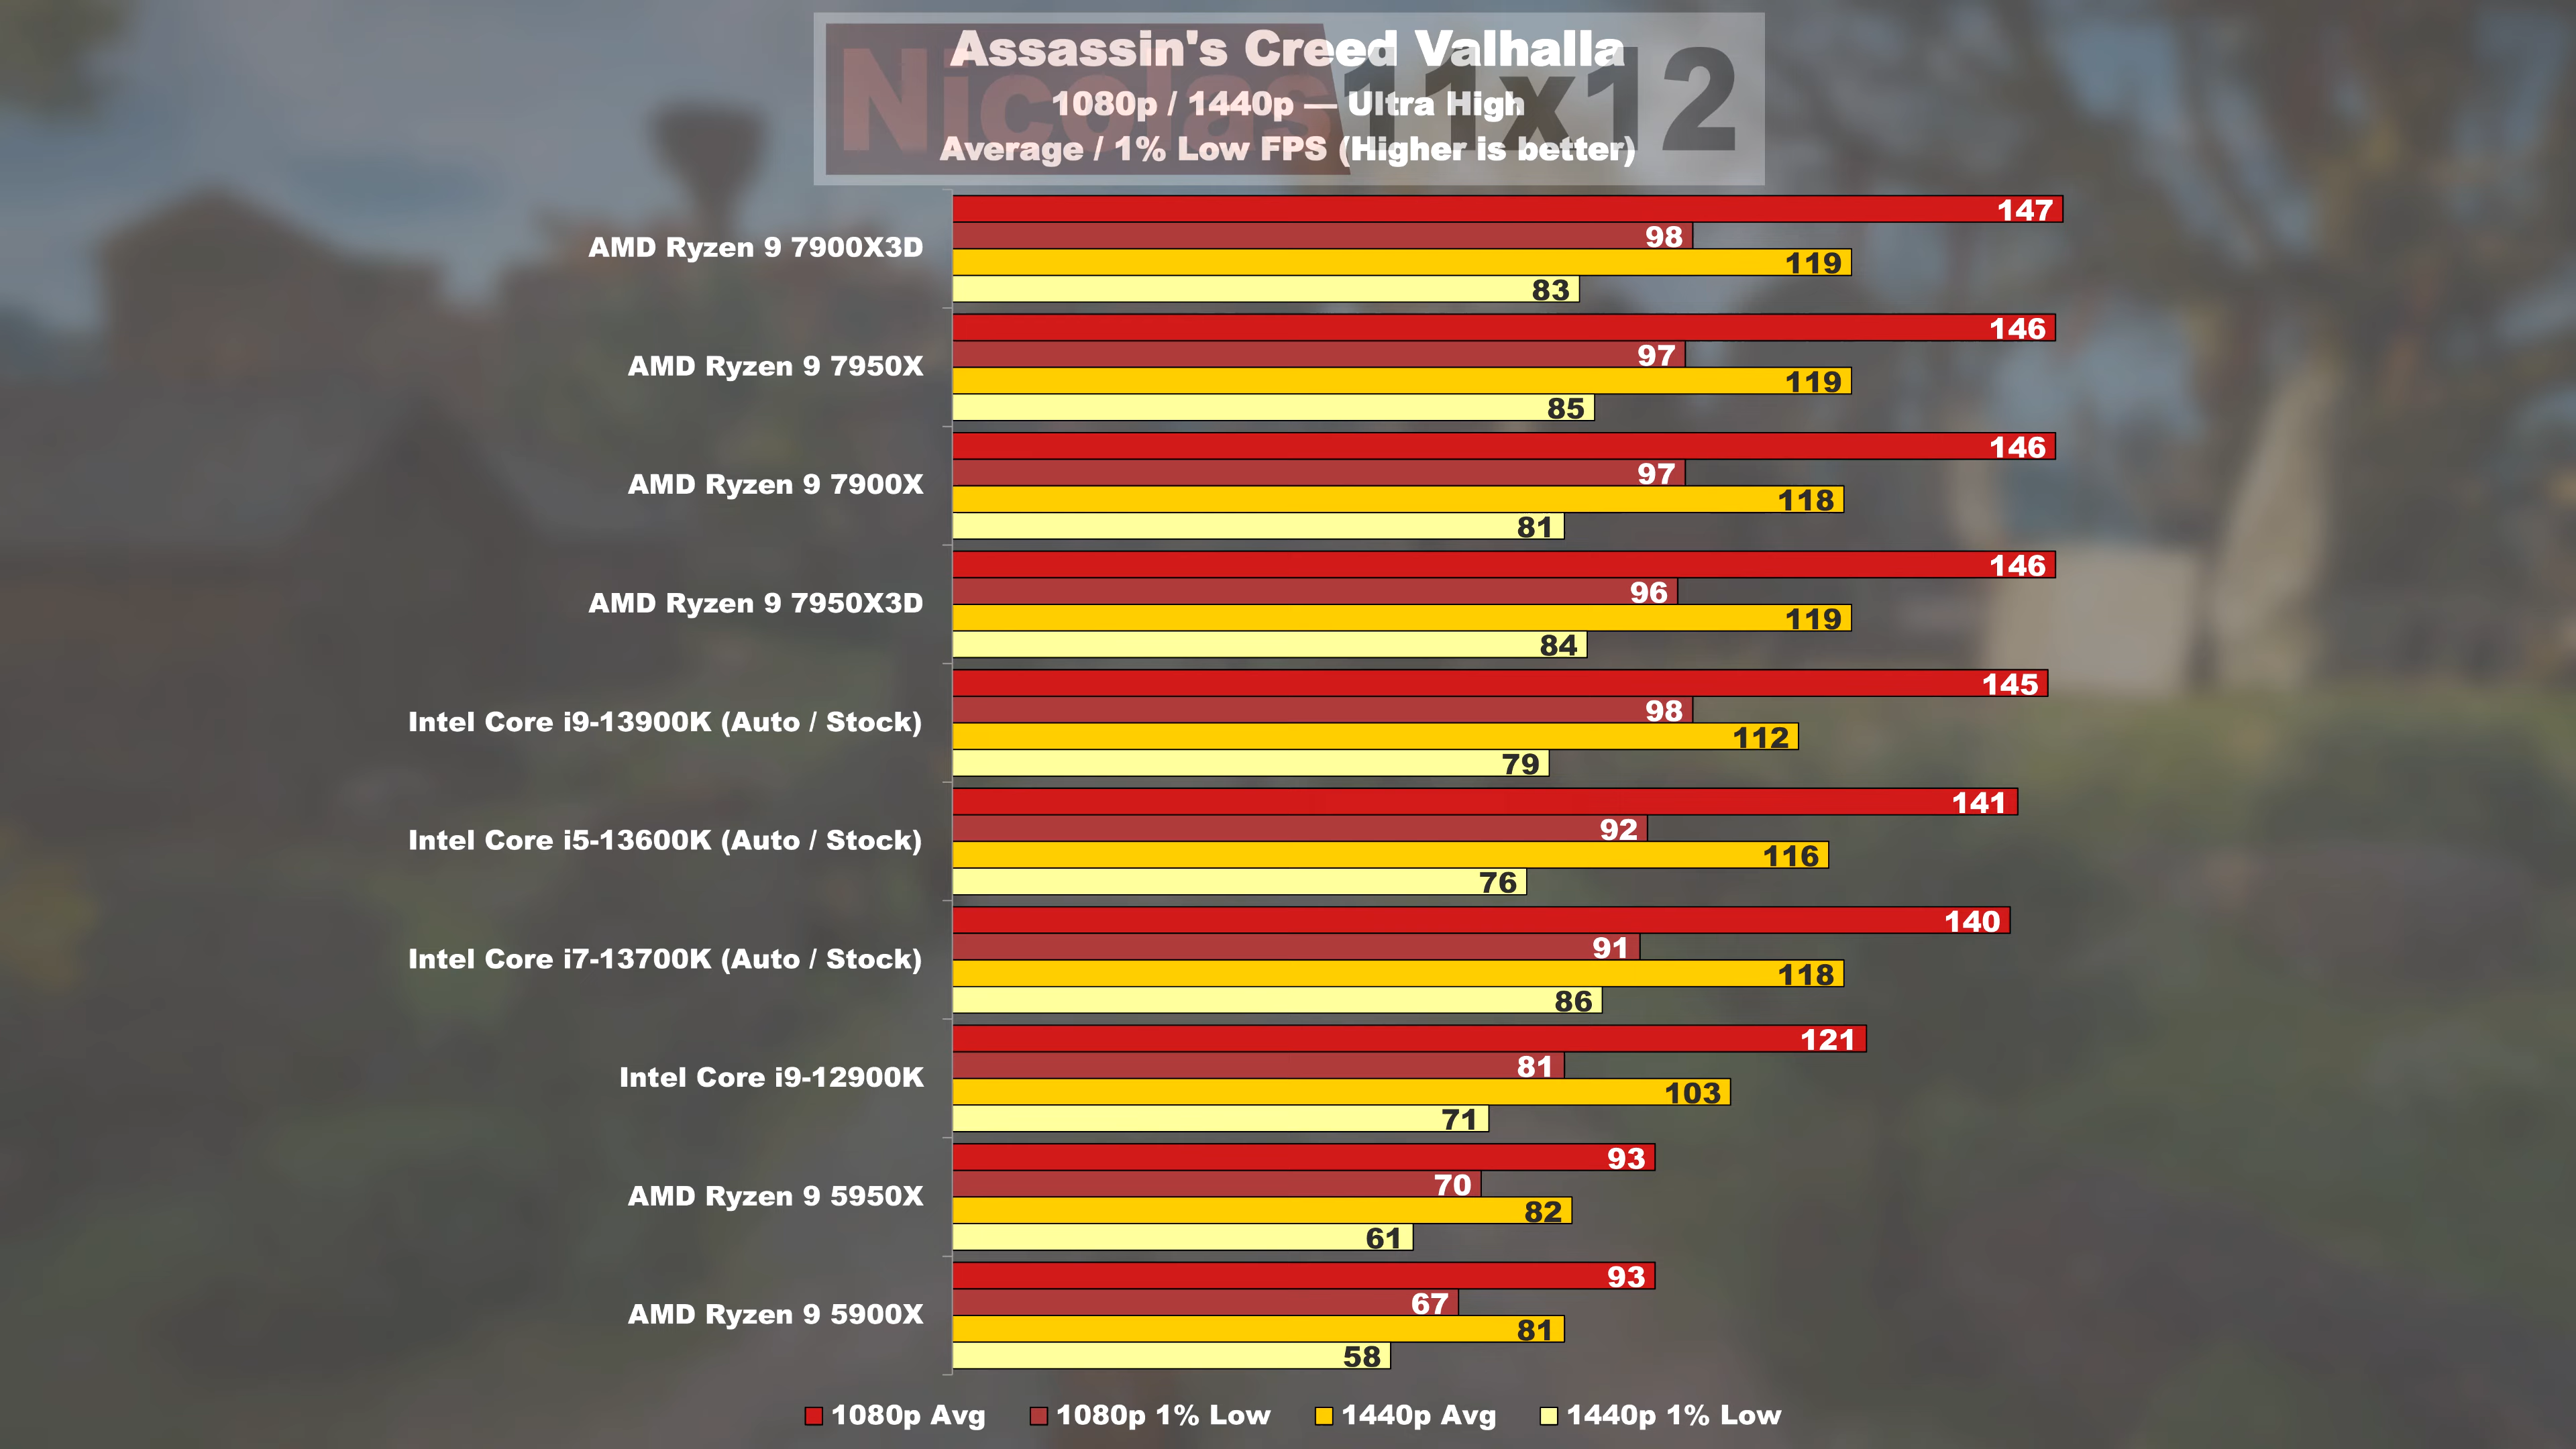 Nicolas11x12
Assassin's Creed Valhalla
1080p / 1440p — Ultra High
Average / 1% Low FPS (Higher is better)
AMD Ryzen 9 7900X3D
147
98
119
83
AMD Ryzen 9 7950X
146
97
119
85
AMD Ryzen 9 7900X
146
97
118
81
AMD Ryzen 9 7950X3D
146
96
119
84
Intel Core i9-13900K (Auto / Stock)
145
98
112
79
Intel Core i5-13600K (Auto / Stock)
141
92
116
76
Intel Core i7-13700K (Auto / Stock)
140
91
118
86
Intel Core i9-12900K
121
81
103
71
AMD Ryzen 9 5950X
93
70
82
61
AMD Ryzen 9 5900X
93
67
81
58
1080p Avg 1080p 1% Low 1440p Avg 1440p 1% Low